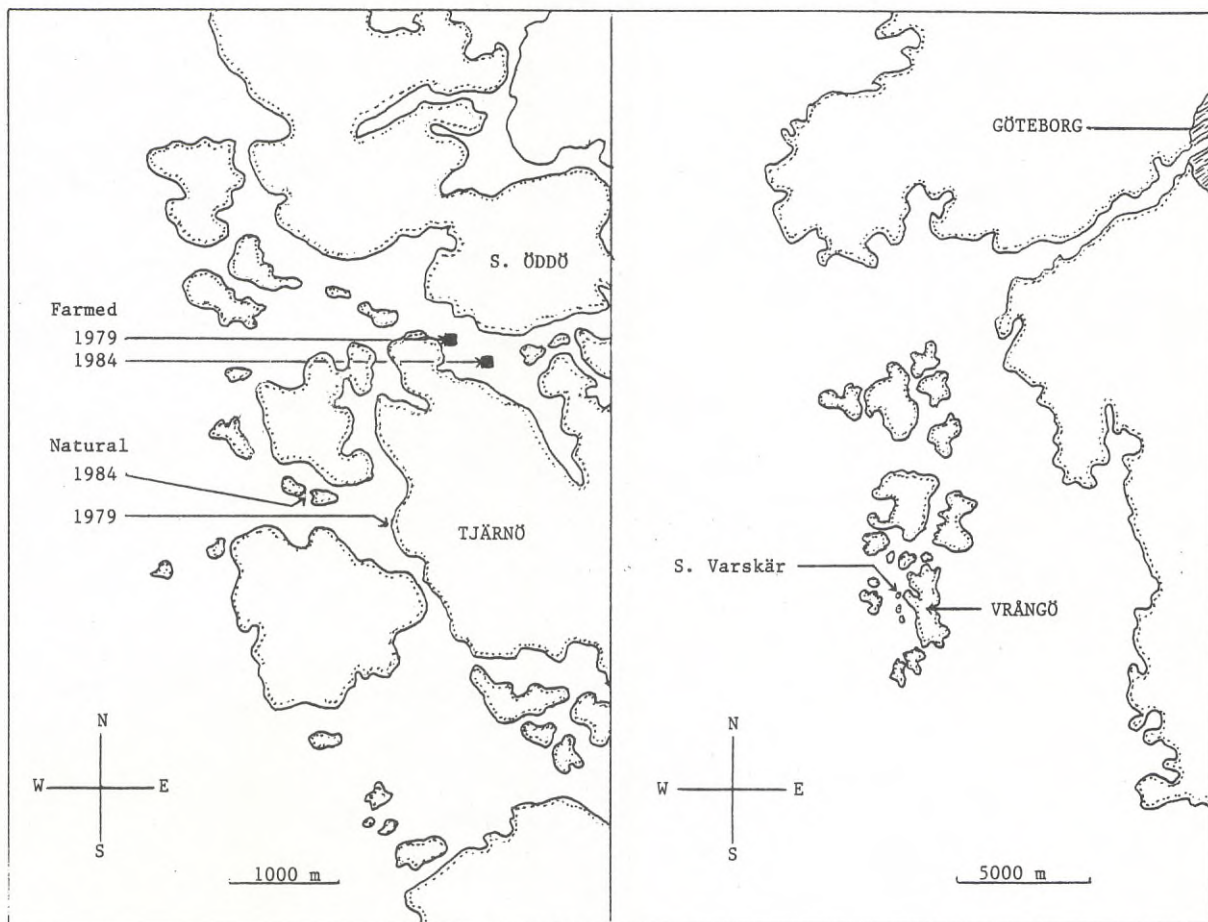 S. ÖDDÖ
Farmed
1979
1984
Natural
1984
1979
TJÄRNÖ
N
W
E
S
1000 m
GÖTEBORG
S. Varskär
VRÅNGÖ
N
W
E
S
5000 m